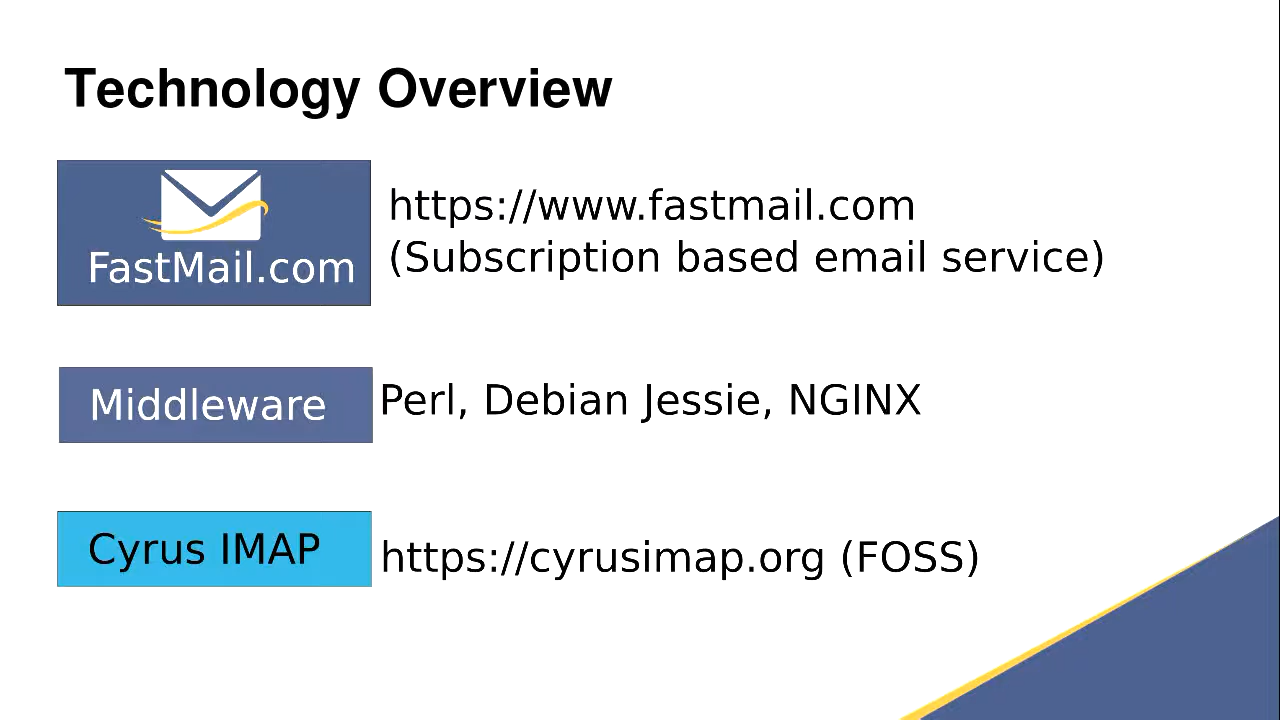 Technology Overview
FastMail.com
https://www.fastmail.com
(Subscription based email service)
Middleware
Perl, Debian Jessie, NGINX
Cyrus IMAP
https://cyrusimap.org (FOSS)